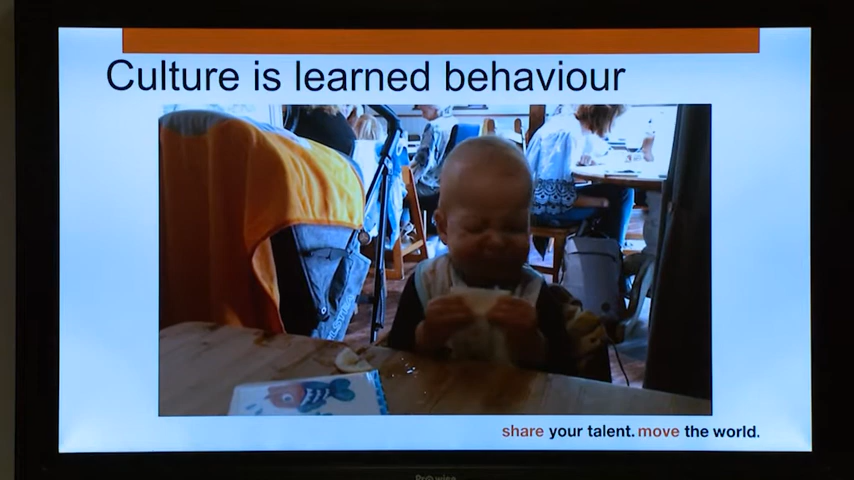 Culture is learned behaviour
share your talent. move the world.